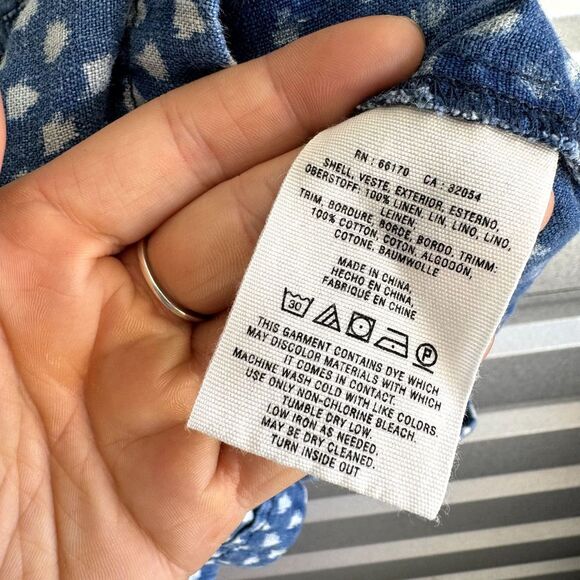 RN : 66170 CA : 32054
SHELL, VESTE, EXTERIOR, ESTERNO,
OBERSTOFF: 100% LINEN, LIN, LINO, LINO,
LEINEN
TRIM, BORDURE, BORDÉ, BORDO, TRIMM:
100% COTTON, COTON, ALGODÓN,
COTONE, BAUMWOLLE
MADE IN CHINA,
HECHO EN CHINA,
FABRIQUÉ EN CHINE
30 P
THIS GARMENT CONTAINS DYE WHICH
MAY DISCOLOR MATERIALS WITH WHICH
IT COMES IN CONTACT.
MACHINE WASH COLD WITH LIKE COLORS.
USE ONLY NON-CHLORINE BLEACH.
TUMBLE DRY LOW.
LOW IRON AS NEEDED.
MAY BE DRY CLEANED.
TURN INSIDE OUT